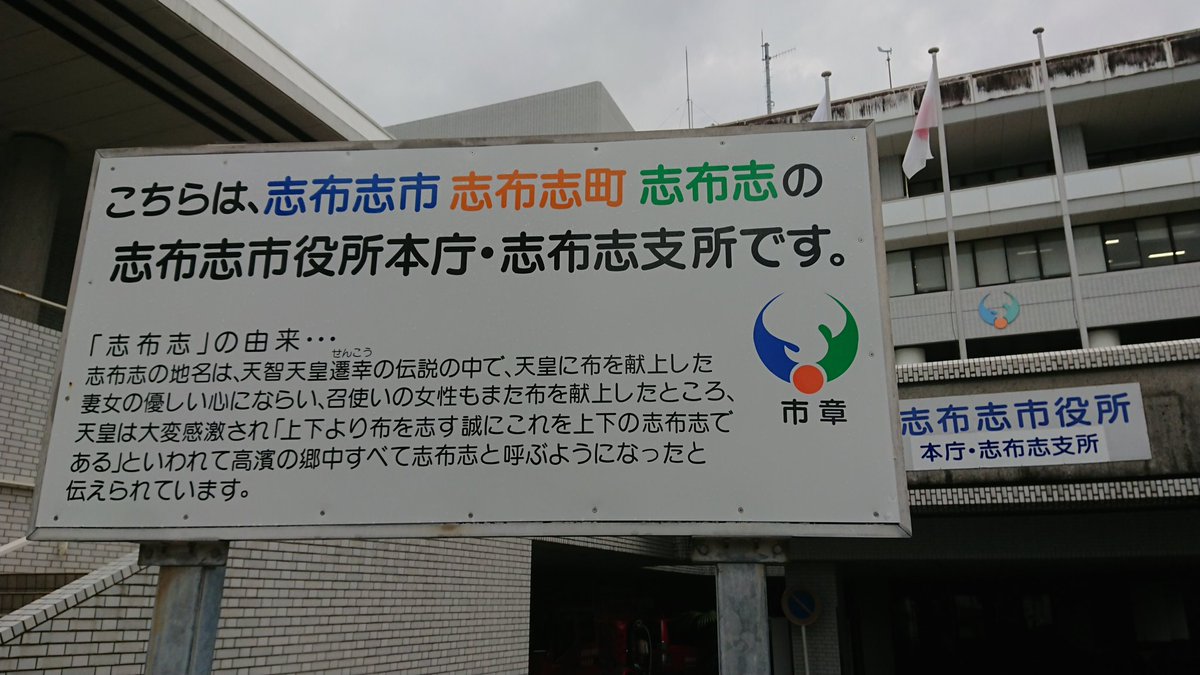 こちらは、志布志市 志布志町 志布志の
志布志市役所本庁・志布志支所です。
「志布志」の由来･･･
せんこう
志布志の地名は、天智天皇遷幸の伝説の中で、天皇に布を献上した
妻女の優しい心にならい、召使いの女性もまた布を献上したところ、
天皇は大変感激され「上下より布を志す誠にこれを上下の志布志で
ある」といわれて高濱の郷中すべて志布志と呼ぶようになったと
伝えられています。
市章
志布志市役所
本庁・志布志支所